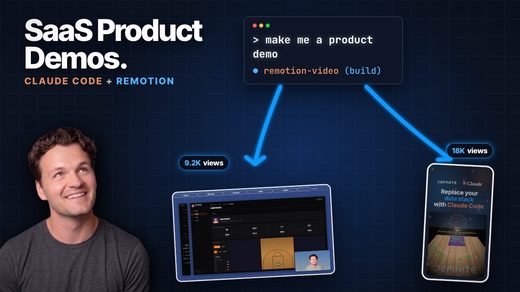 SaaS Product
Demos.
CLAUDE CODE + REMOTION
> make me a product
demo
remotion-video (build)
9.2K views
18K views
DEFINITE
Claude
Replace your
data stack
with Claude Code
DEFINITE